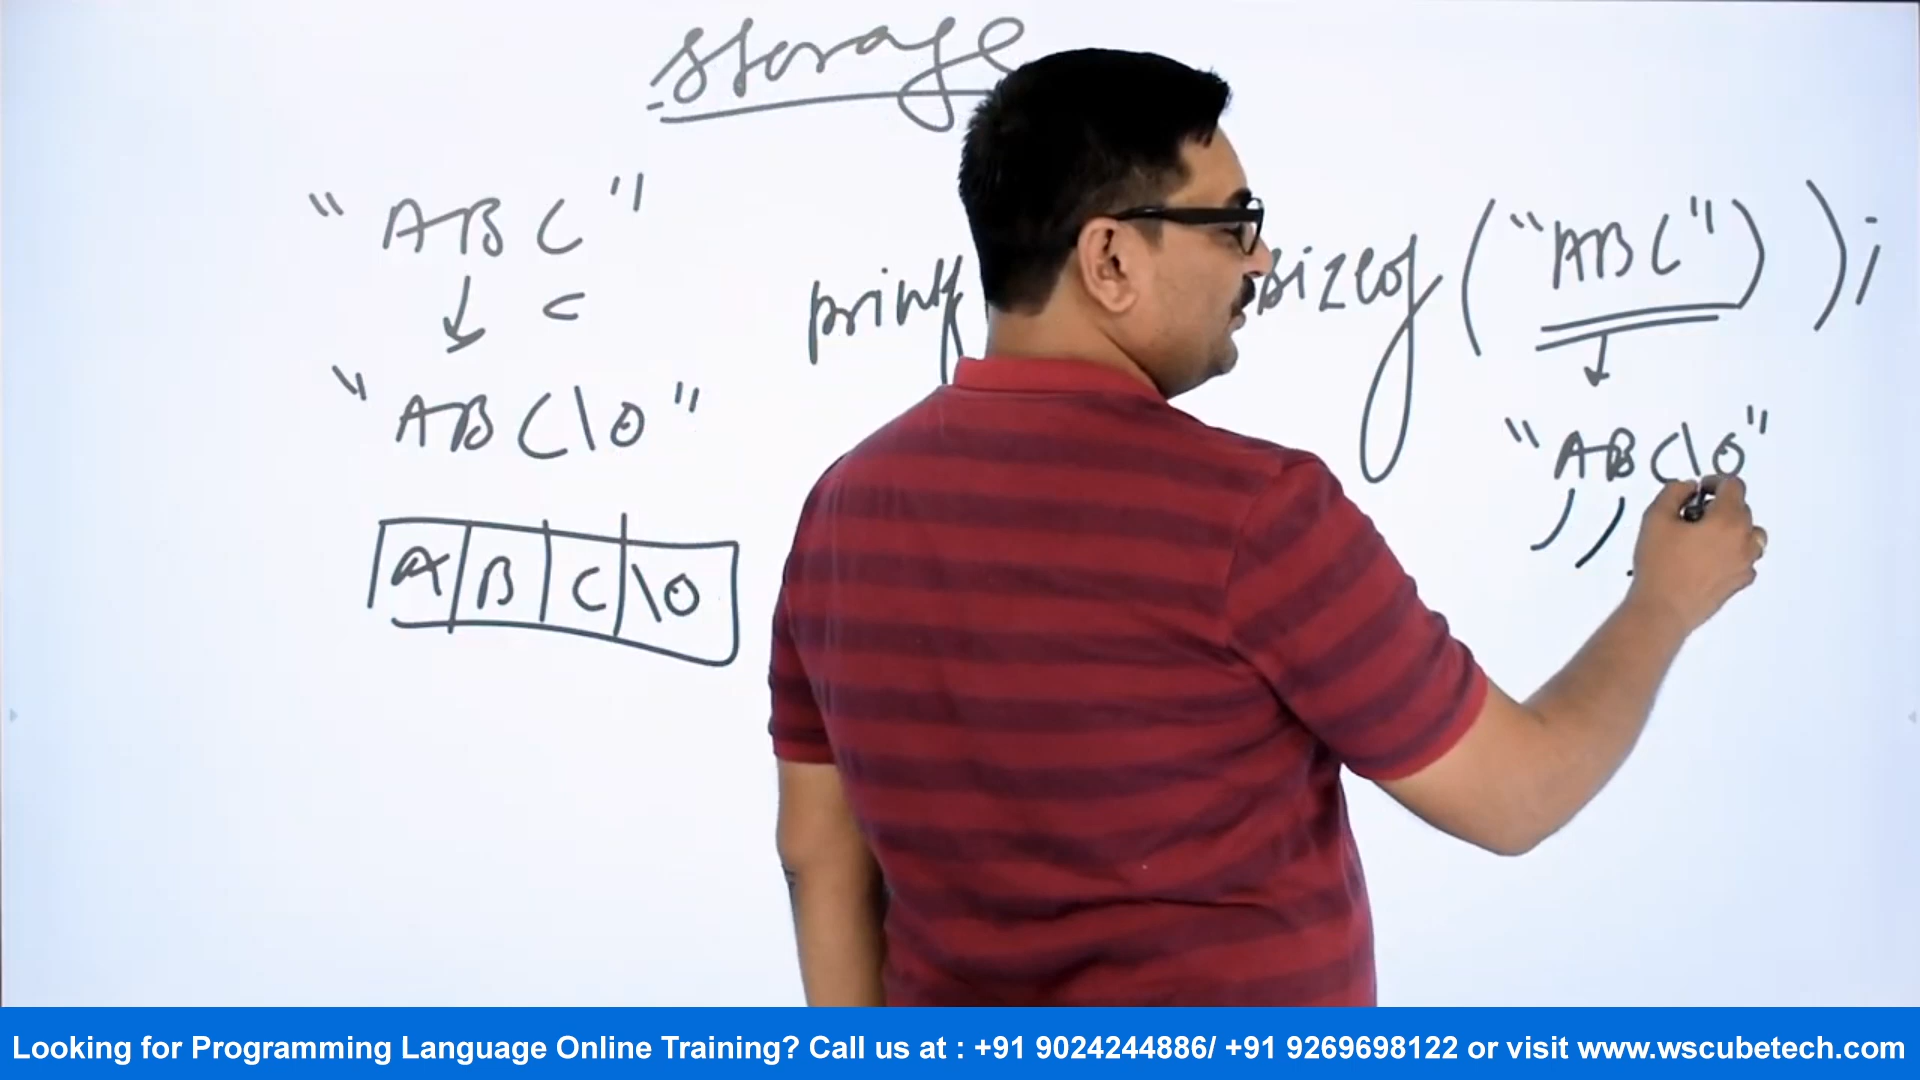 storage
"ABC"
C
"ABC\0"
A B C \0
printf sizeof ("ABC") );
"ABC\0"
Looking for Programming Language Online Training? Call us at : +91 9024244886/ +91 9269698122 or visit www.wscubetech.com